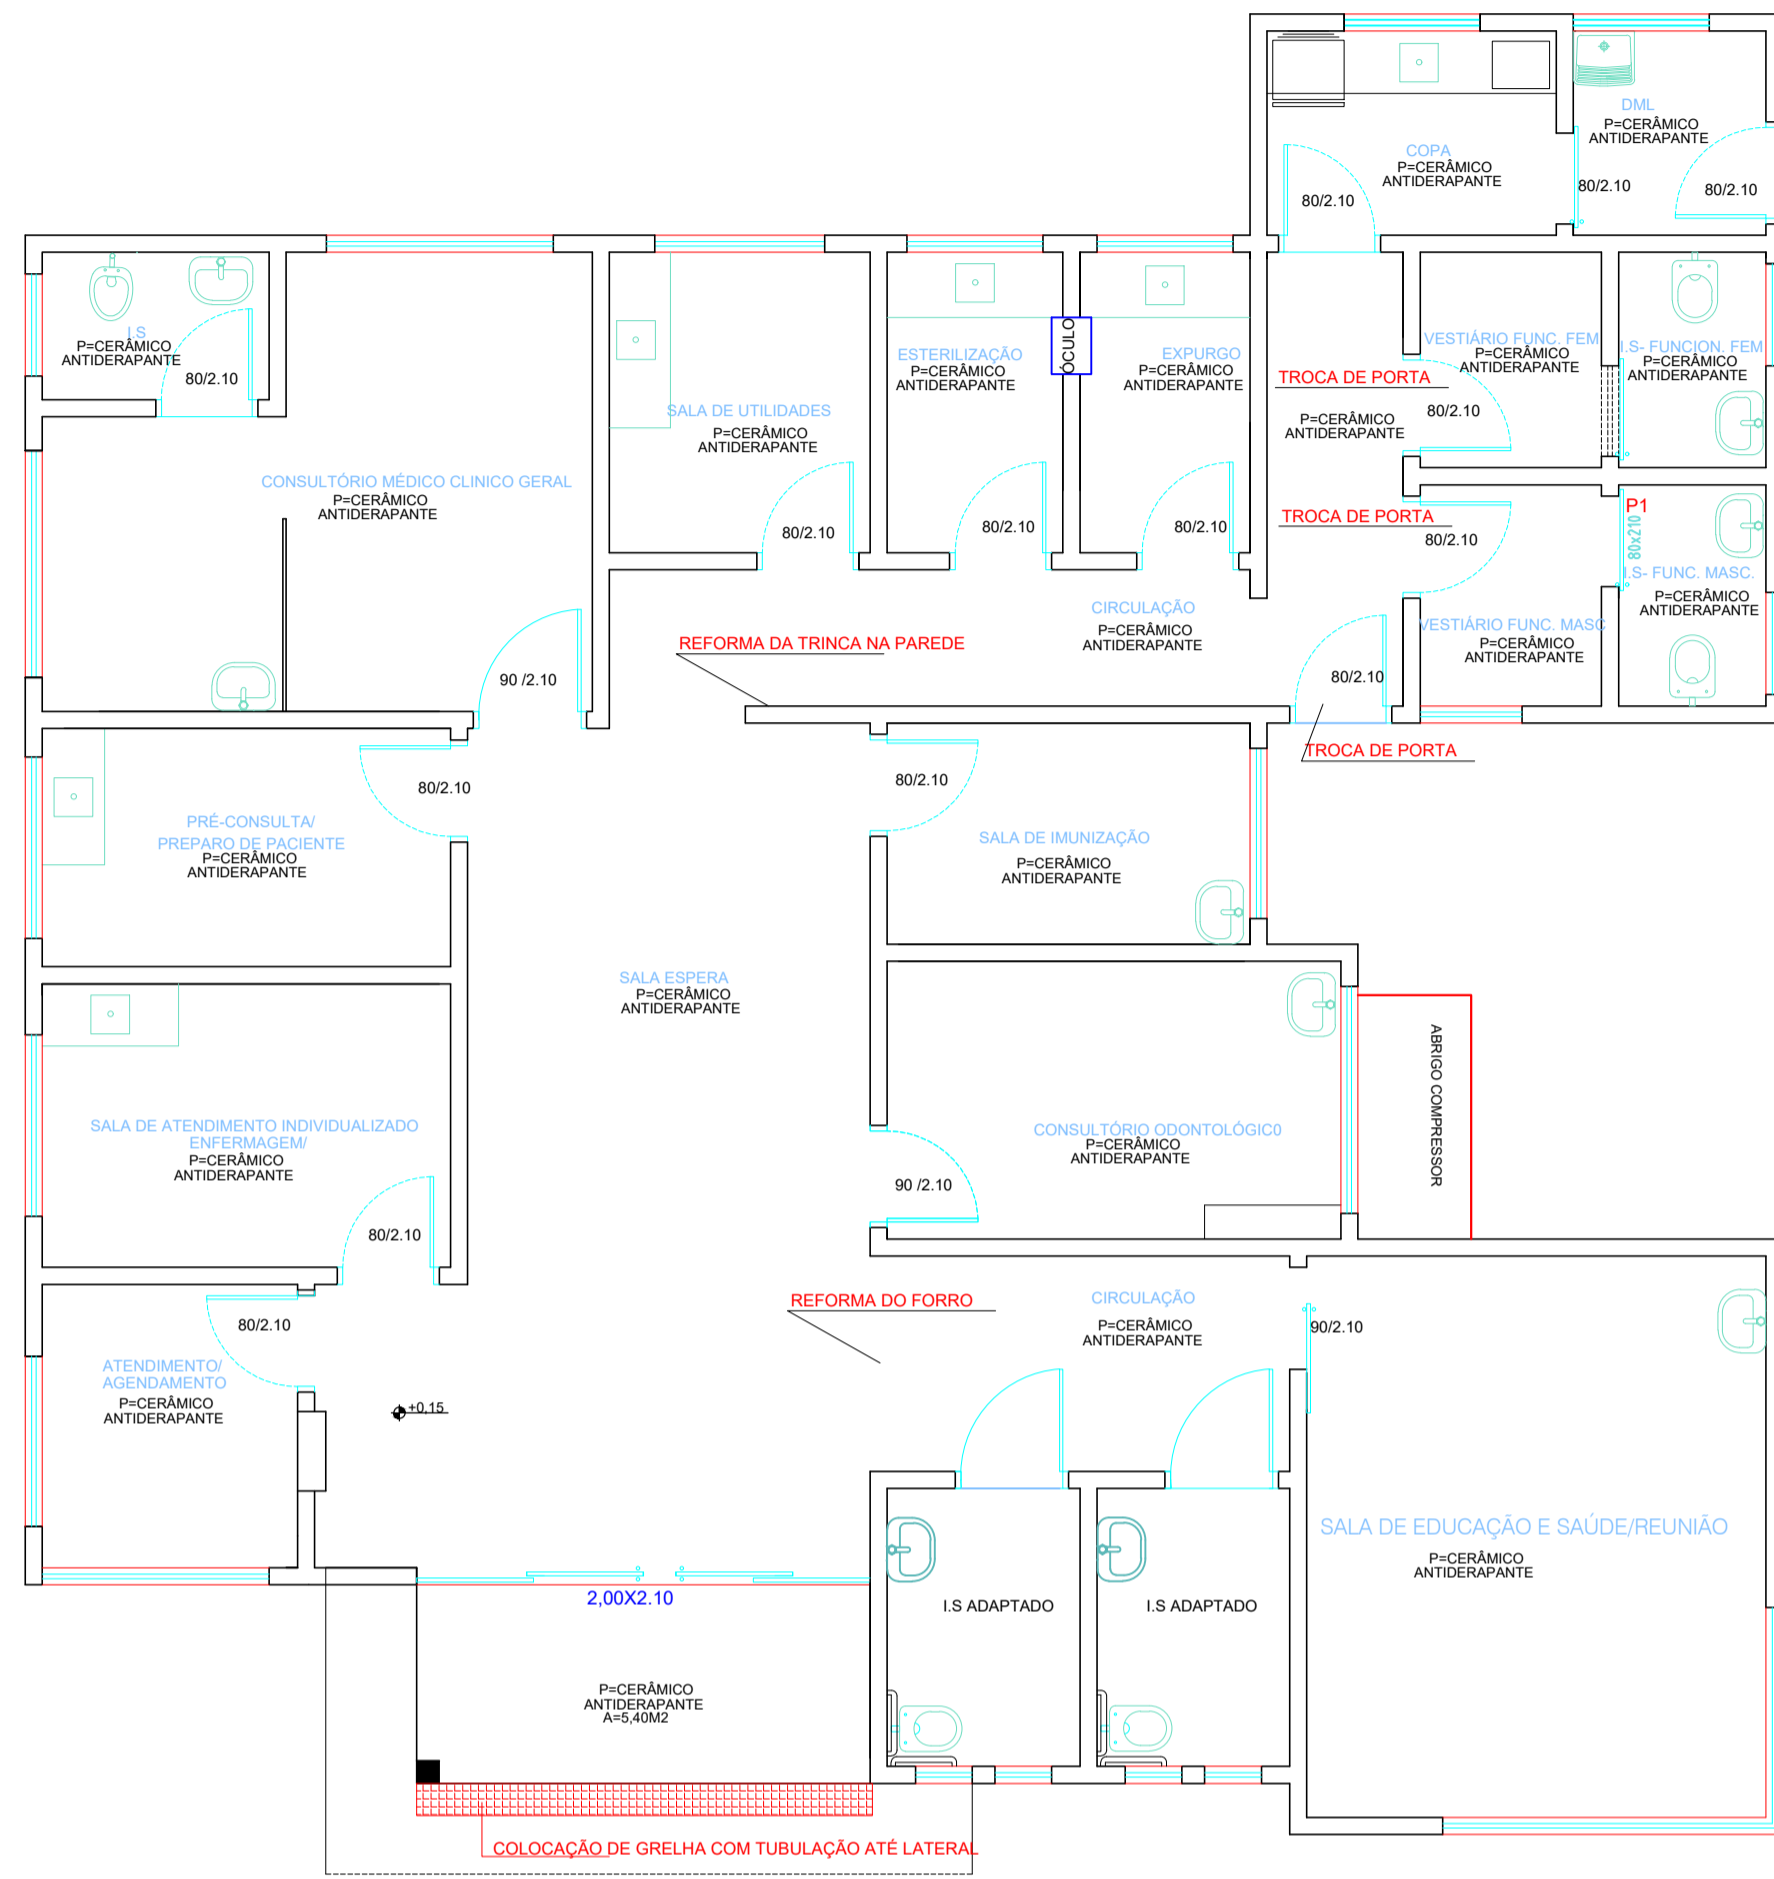 DML
P=CERÂMICO
ANTIDERAPANTE
COPA
P=CERÂMICO
ANTIDERAPANTE
80/2.10
80/2.10
80/2.10
I.S
P=CERÂMICO
ANTIDERAPANTE
80/2.10
CONSULTÓRIO MÉDICO CLINICO GERAL
P=CERÂMICO
ANTIDERAPANTE
90 /2.10
SALA DE UTILIDADES
P=CERÂMICO
ANTIDERAPANTE
80/2.10
ESTERILIZAÇÃO
P=CERÂMICO
ANTIDERAPANTE
80/2.10
ÓCULO
EXPURGO
P=CERÂMICO
ANTIDERAPANTE
80/2.10
TROCA DE PORTA
P=CERÂMICO
ANTIDERAPANTE
TROCA DE PORTA
VESTIÁRIO FUNC. FEM
P=CERÂMICO
ANTIDERAPANTE
80/2.10
I.S- FUNCION. FEM
P=CERÂMICO
ANTIDERAPANTE
80/2.10
P1
80x210
I.S- FUNC. MASC.
P=CERÂMICO
ANTIDERAPANTE
VESTIÁRIO FUNC. MASC
P=CERÂMICO
ANTIDERAPANTE
CIRCULAÇÃO
P=CERÂMICO
ANTIDERAPANTE
REFORMA DA TRINCA NA PAREDE
80/2.10
TROCA DE PORTA
80/2.10
PRÉ-CONSULTA/
PREPARO DE PACIENTE
P=CERÂMICO
ANTIDERAPANTE
80/2.10
SALA DE IMUNIZAÇÃO
P=CERÂMICO
ANTIDERAPANTE
SALA ESPERA
P=CERÂMICO
ANTIDERAPANTE
ABRIGO COMPRESSOR
SALA DE ATENDIMENTO INDIVIDUALIZADO
ENFERMAGEM/
P=CERÂMICO
ANTIDERAPANTE
80/2.10
CONSULTÓRIO ODONTOLÓGIC0
P=CERÂMICO
ANTIDERAPANTE
90 /2.10
REFORMA DO FORRO
CIRCULAÇÃO
P=CERÂMICO
ANTIDERAPANTE
90/2.10
80/2.10
ATENDIMENTO/
AGENDAMENTO
P=CERÂMICO
ANTIDERAPANTE
+0,15
SALA DE EDUCAÇÃO E SAÚDE/REUNIÃO
P=CERÂMICO
ANTIDERAPANTE
2,00X2.10
I.S ADAPTADO
I.S ADAPTADO
P=CERÂMICO
ANTIDERAPANTE
A=5,40M2
COLOCAÇÃO DE GRELHA COM TUBULAÇÃO ATÉ LATERAL